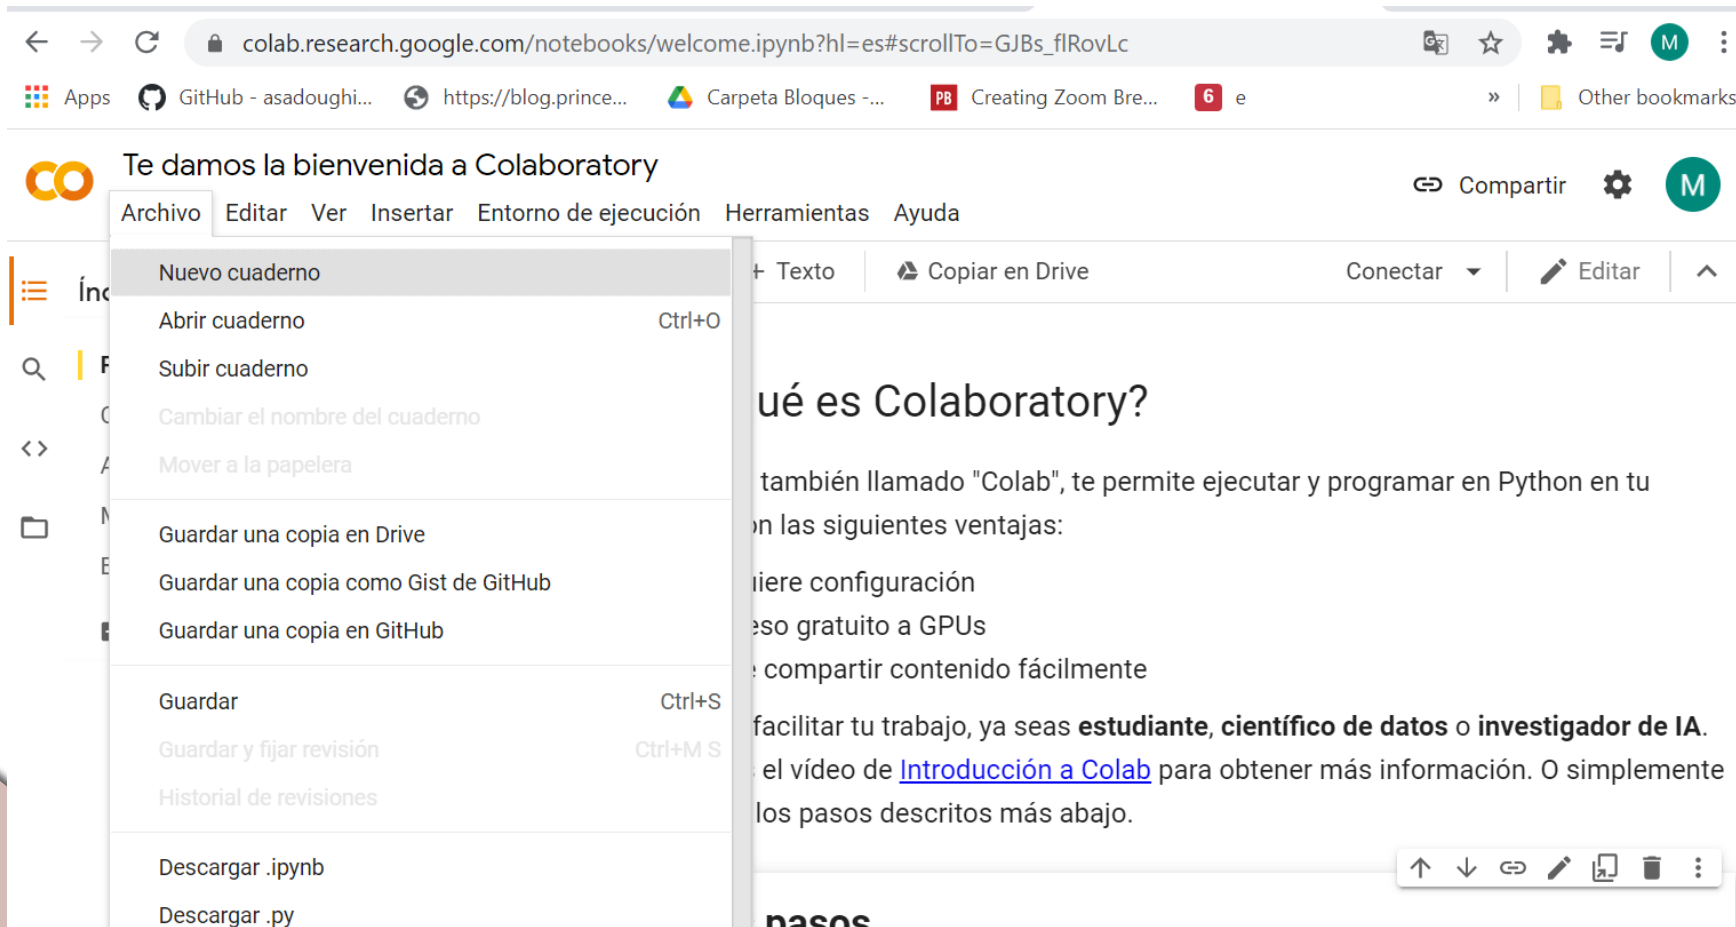 colab.research.google.com/notebooks/welcome.ipynb?hl=es#scrollTo=GJBs_flRovLc
M
Apps GitHub - asadoughi... https://blog.prince... Carpeta Bloques -... PB Creating Zoom Bre... 6 e » Other bookmarks
CO Te damos la bienvenida a Colaboratory
Compartir M
Archivo Editar Ver Insertar Entorno de ejecución Herramientas Ayuda
+ Texto Copiar en Drive Conectar Editar
Nuevo cuaderno
Abrir cuaderno Ctrl+O
Subir cuaderno
Cambiar el nombre del cuaderno
Mover a la papelera
Guardar una copia en Drive
Guardar una copia como Gist de GitHub
Guardar una copia en GitHub
Guardar Ctrl+S
Guardar y fijar revisión Ctrl+M S
Historial de revisiones
Descargar .ipynb
Descargar .py
ué es Colaboratory?
también llamado "Colab", te permite ejecutar y programar en Python en tu
on las siguientes ventajas:
iere configuración
eso gratuito a GPUs
compartir contenido fácilmente
facilitar tu trabajo, ya seas estudiante, científico de datos o investigador de IA.
el vídeo de Introducción a Colab para obtener más información. O simplemente
los pasos descritos más abajo.
pasos